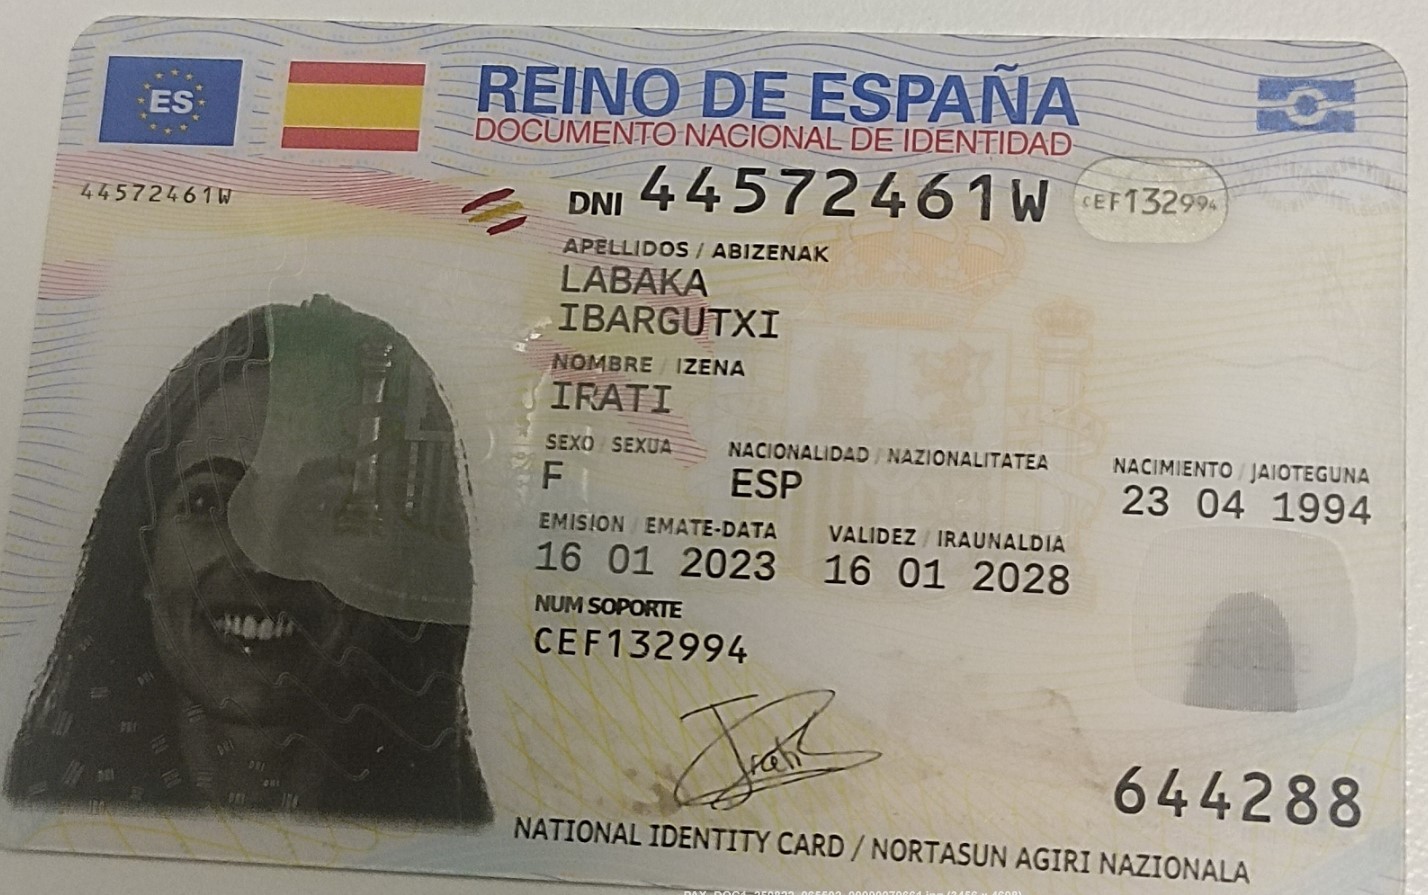 ES
REINO DE ESPAÑA
DOCUMENTO NACIONAL DE IDENTIDAD
44572461W
DNI 44572461W
CEF132994
APELLIDOS / ABIZENAK
LABAKA
IBARGUTXI
NOMBRE / IZENA
IRATI
SEXO / SEXUA NACIONALIDAD / NAZIONALITATEA NACIMIENTO / JAIOTEGUNA
F ESP 23 04 1994
EMISION / EMATE-DATA VALIDEZ / IRAUNALDIA
16 01 2023 16 01 2028
NUM SOPORTE
CEF132994
Irati
644288
NATIONAL IDENTITY CARD / NORTASUN AGIRI NAZIONALA